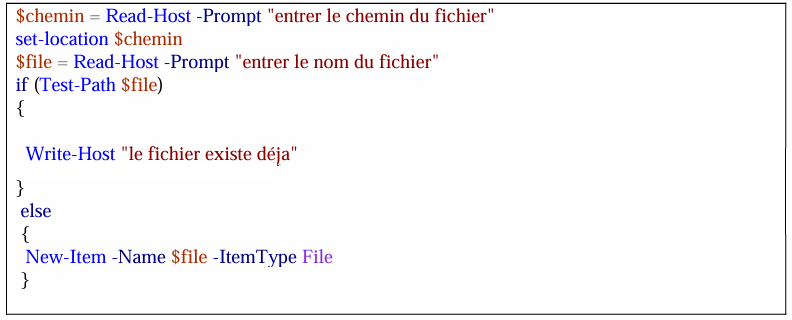 $chemin = Read-Host -Prompt "entrer le chemin du fichier"
set-location $chemin
$file = Read-Host -Prompt "entrer le nom du fichier"
if (Test-Path $file)
{
Write-Host "le fichier existe déja"
}
else
{
New-Item -Name $file -ItemType File
}